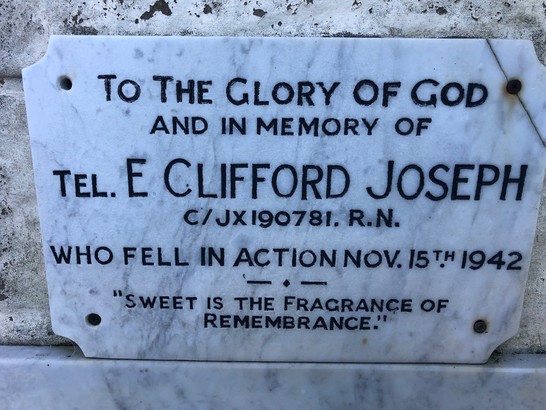 TO THE GLORY OF GOD
AND IN MEMORY OF
TEL. E CLIFFORD JOSEPH
C/JX190781. R.N.
WHO FELL IN ACTION NOV. 15TH 1942
"SWEET IS THE FRAGRANCE OF
REMEMBRANCE."